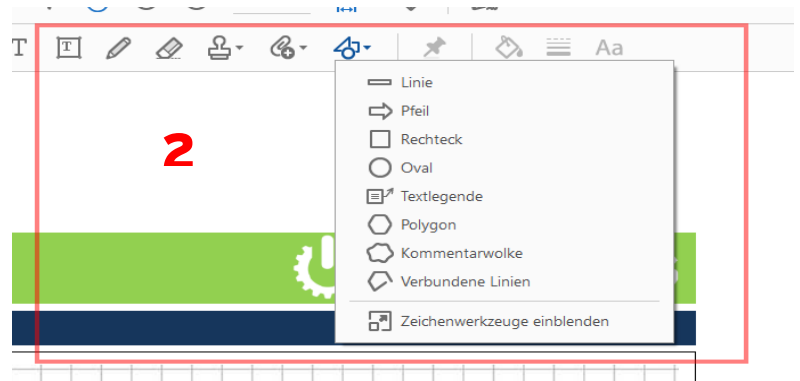 T T Aa
2
Linie
Pfeil
Rechteck
Oval
Textlegende
Polygon
Kommentarwolke
Verbundene Linien
Zeichenwerkzeuge einblenden